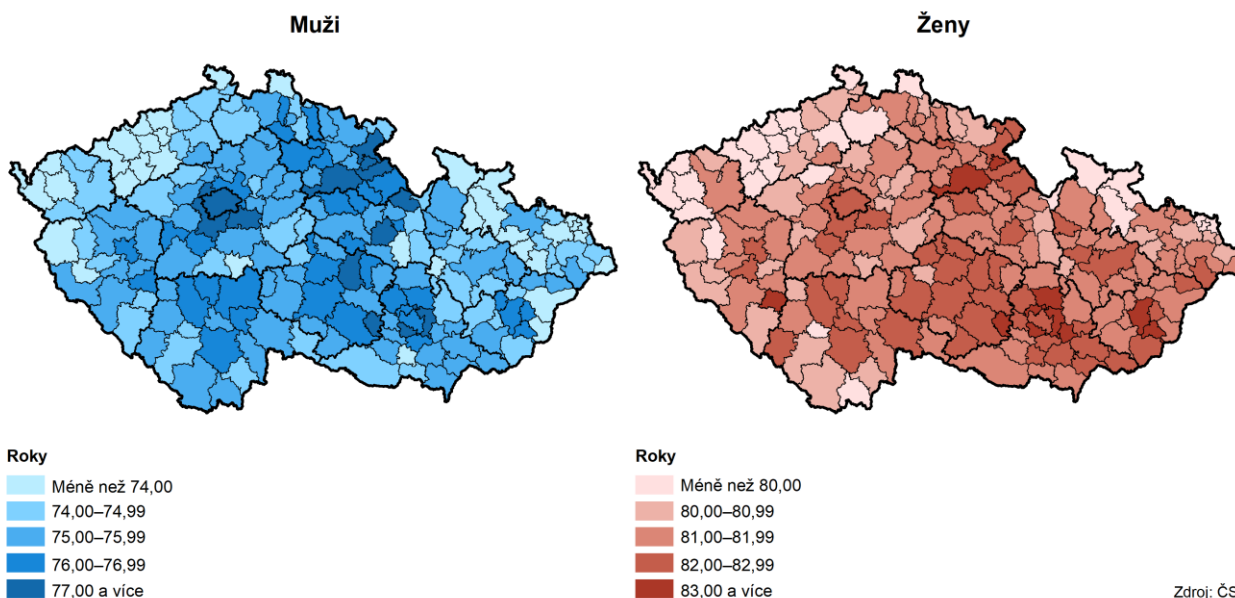 Muži
Ženy
Roky
Méně než 74,00
74,00–74,99
75,00–75,99
76,00–76,99
77,00 a více
Roky
Méně než 80,00
80,00–80,99
81,00–81,99
82,00–82,99
83,00 a více
Zdroj: ČS